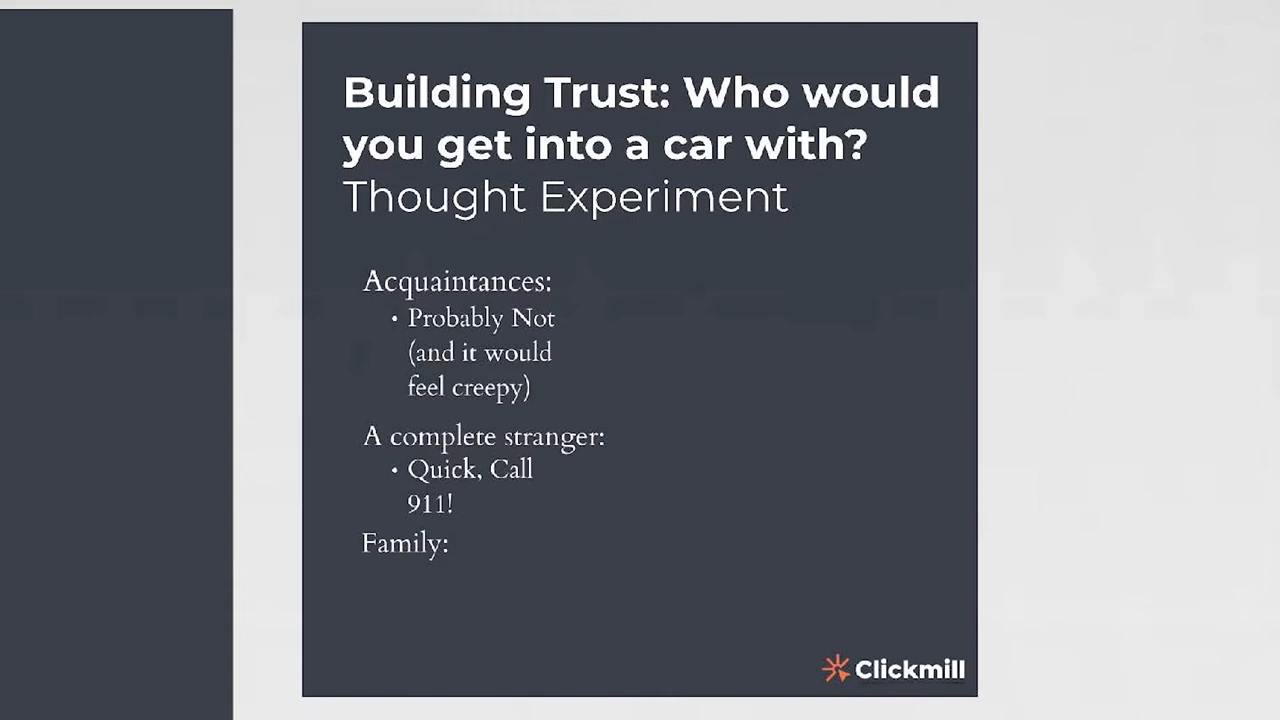 Building Trust: Who would
you get into a car with?
Thought Experiment
Acquaintances:
• Probably Not
(and it would
feel creepy)
A complete stranger:
• Quick, Call
911!
Family:
Clickmill